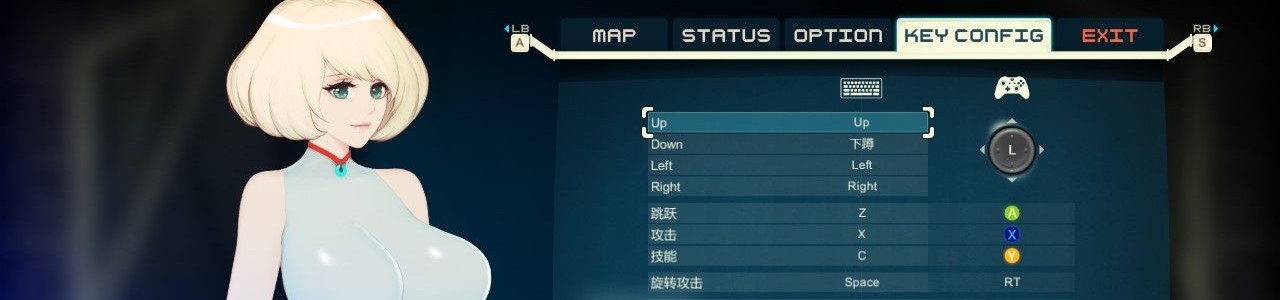 LB MAP STATUS OPTION KEY CONFIG EXIT RB
A S
Up Up
Down 下蹲 L
Left Left
Right Right
跳跃 Z A
攻击 X X
技能 C Y
旋转攻击 Space RT